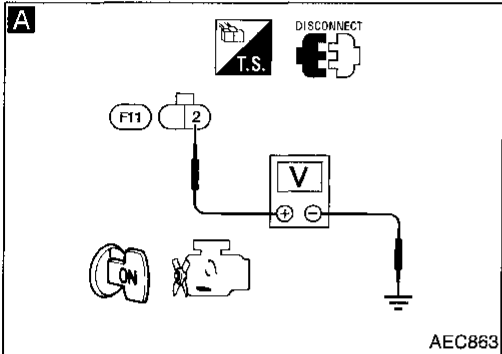 A
T.S.
DISCONNECT
F11
2
V
+ −
ON
AEC863